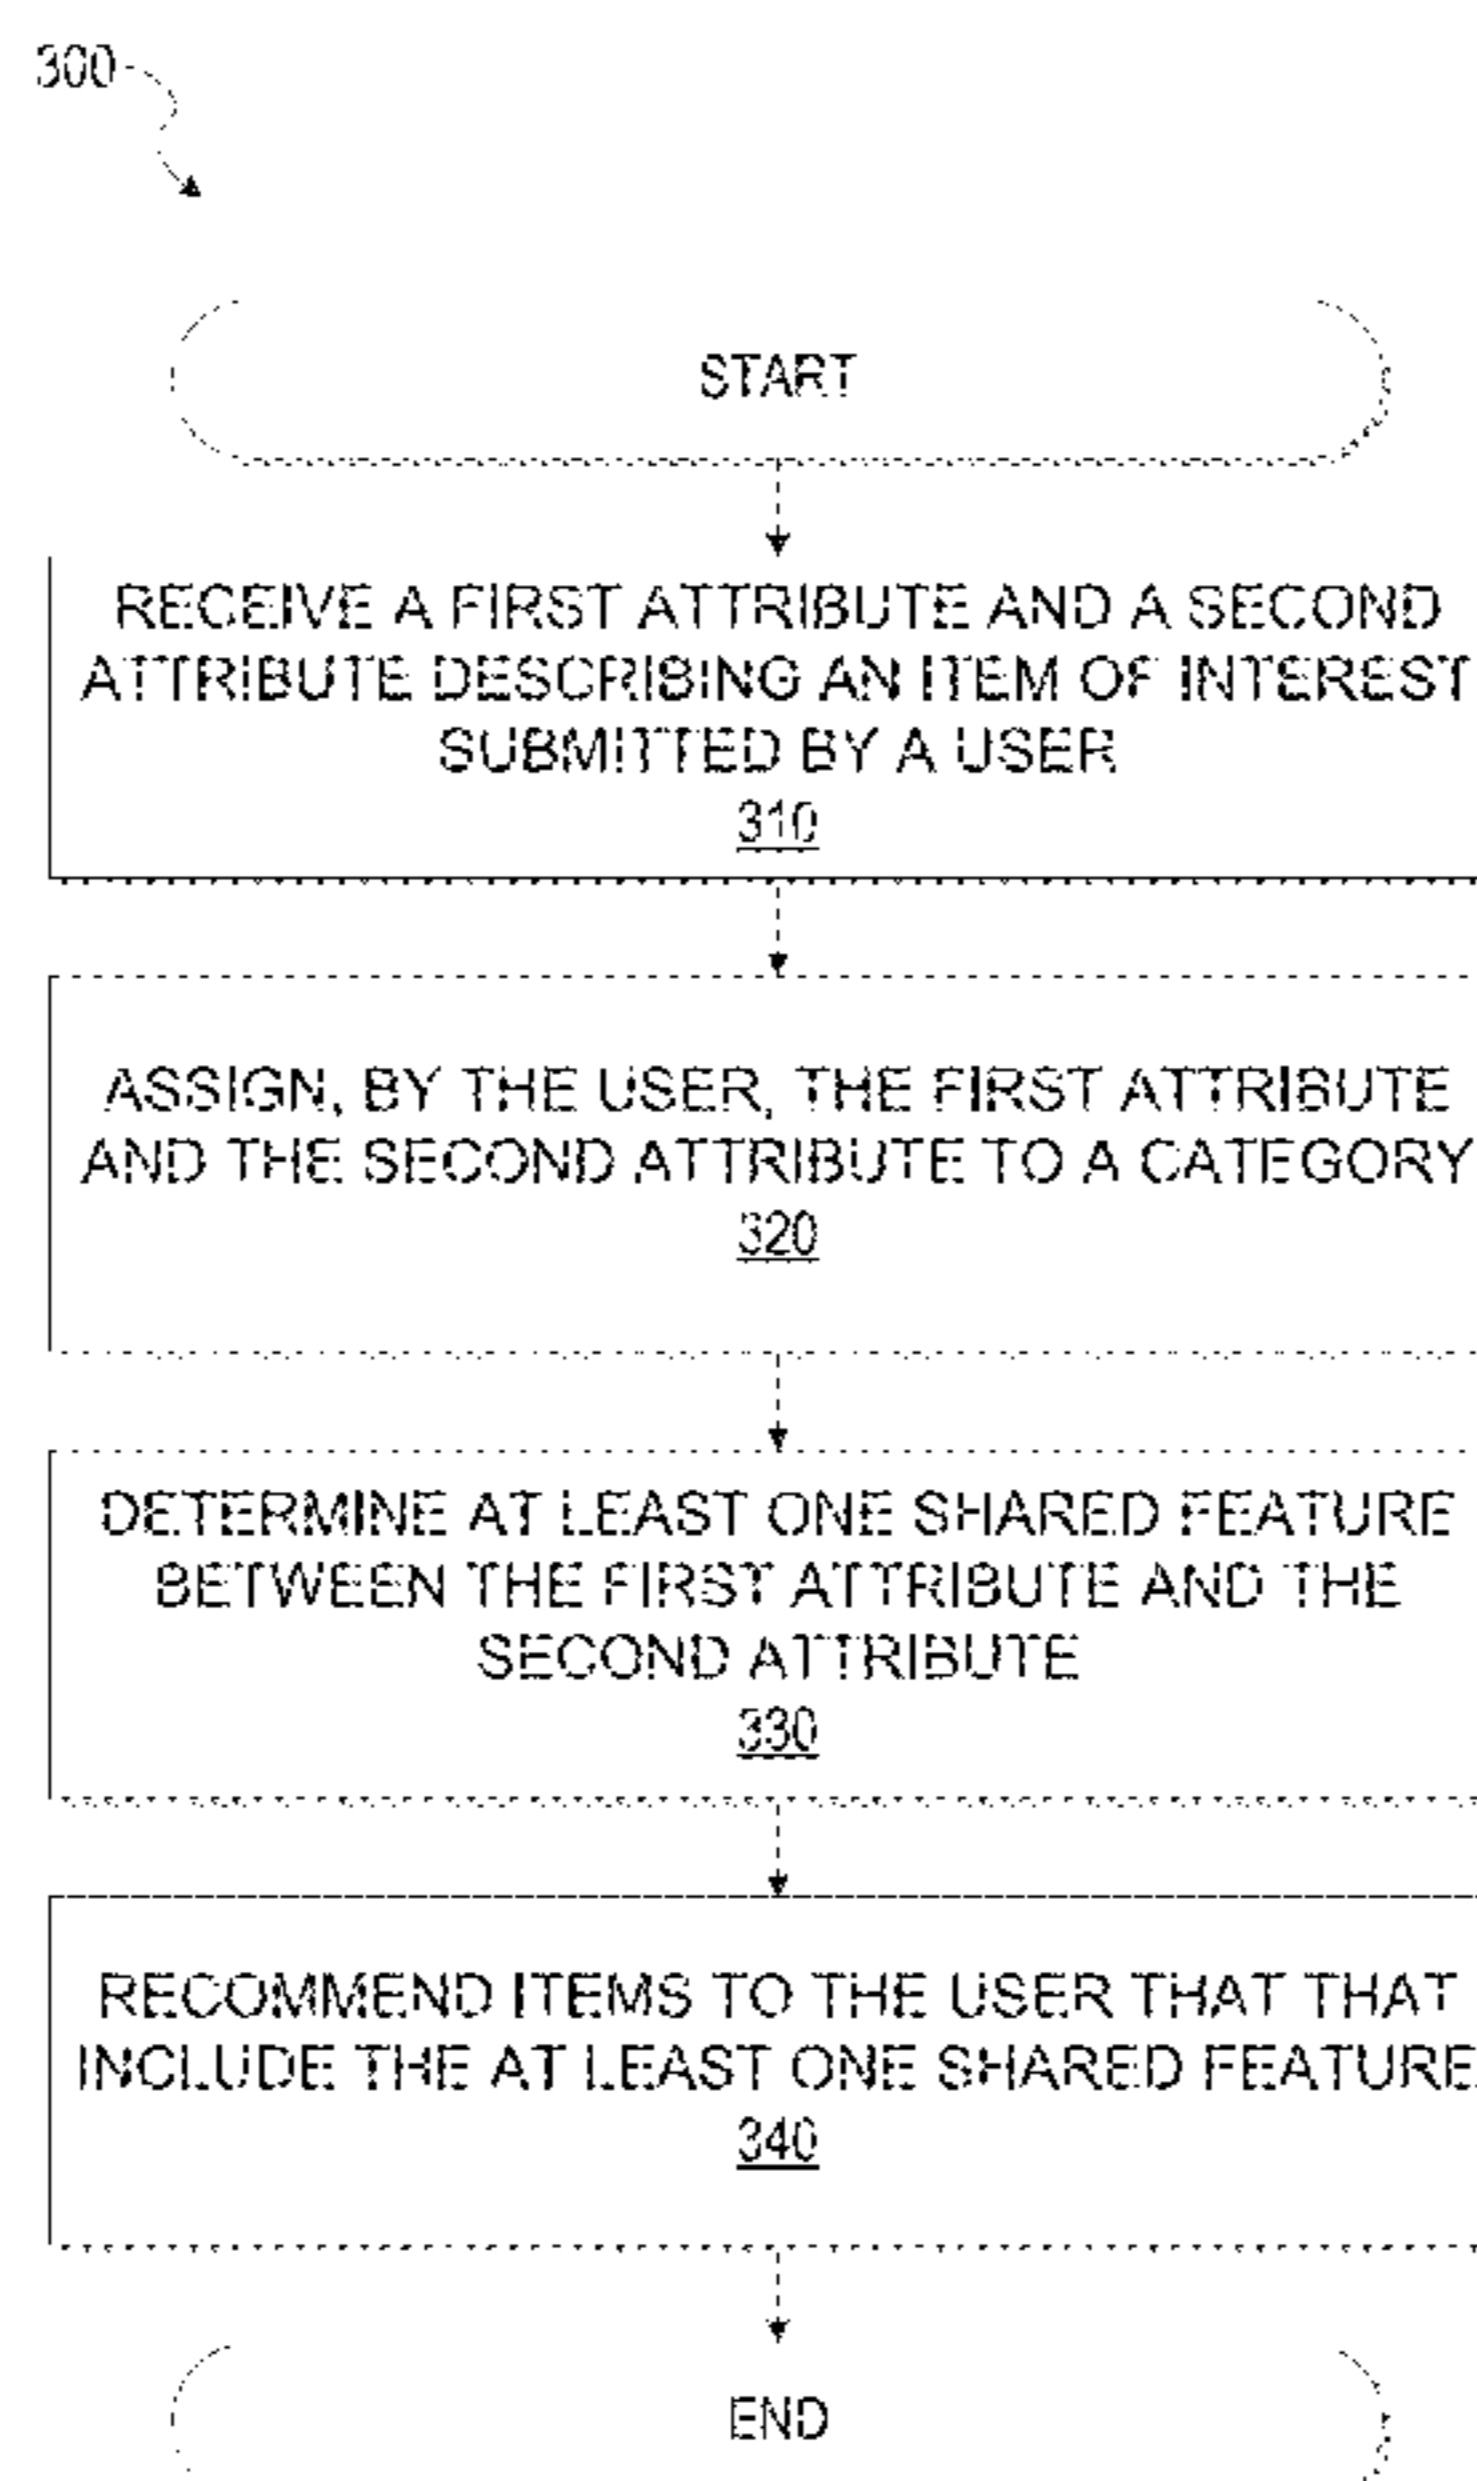 300
START
RECEIVE A FIRST ATTRIBUTE AND A SECOND
ATTRIBUTE DESCRIBING AN ITEM OF INTEREST
SUBMITTED BY A USER
310
ASSIGN, BY THE USER, THE FIRST ATTRIBUTE
AND THE SECOND ATTRIBUTE TO A CATEGORY
320
DETERMINE AT LEAST ONE SHARED FEATURE
BETWEEN THE FIRST ATTRIBUTE AND THE
SECOND ATTRIBUTE
330
RECOMMEND ITEMS TO THE USER THAT THAT
INCLUDE THE AT LEAST ONE SHARED FEATURE
340
END